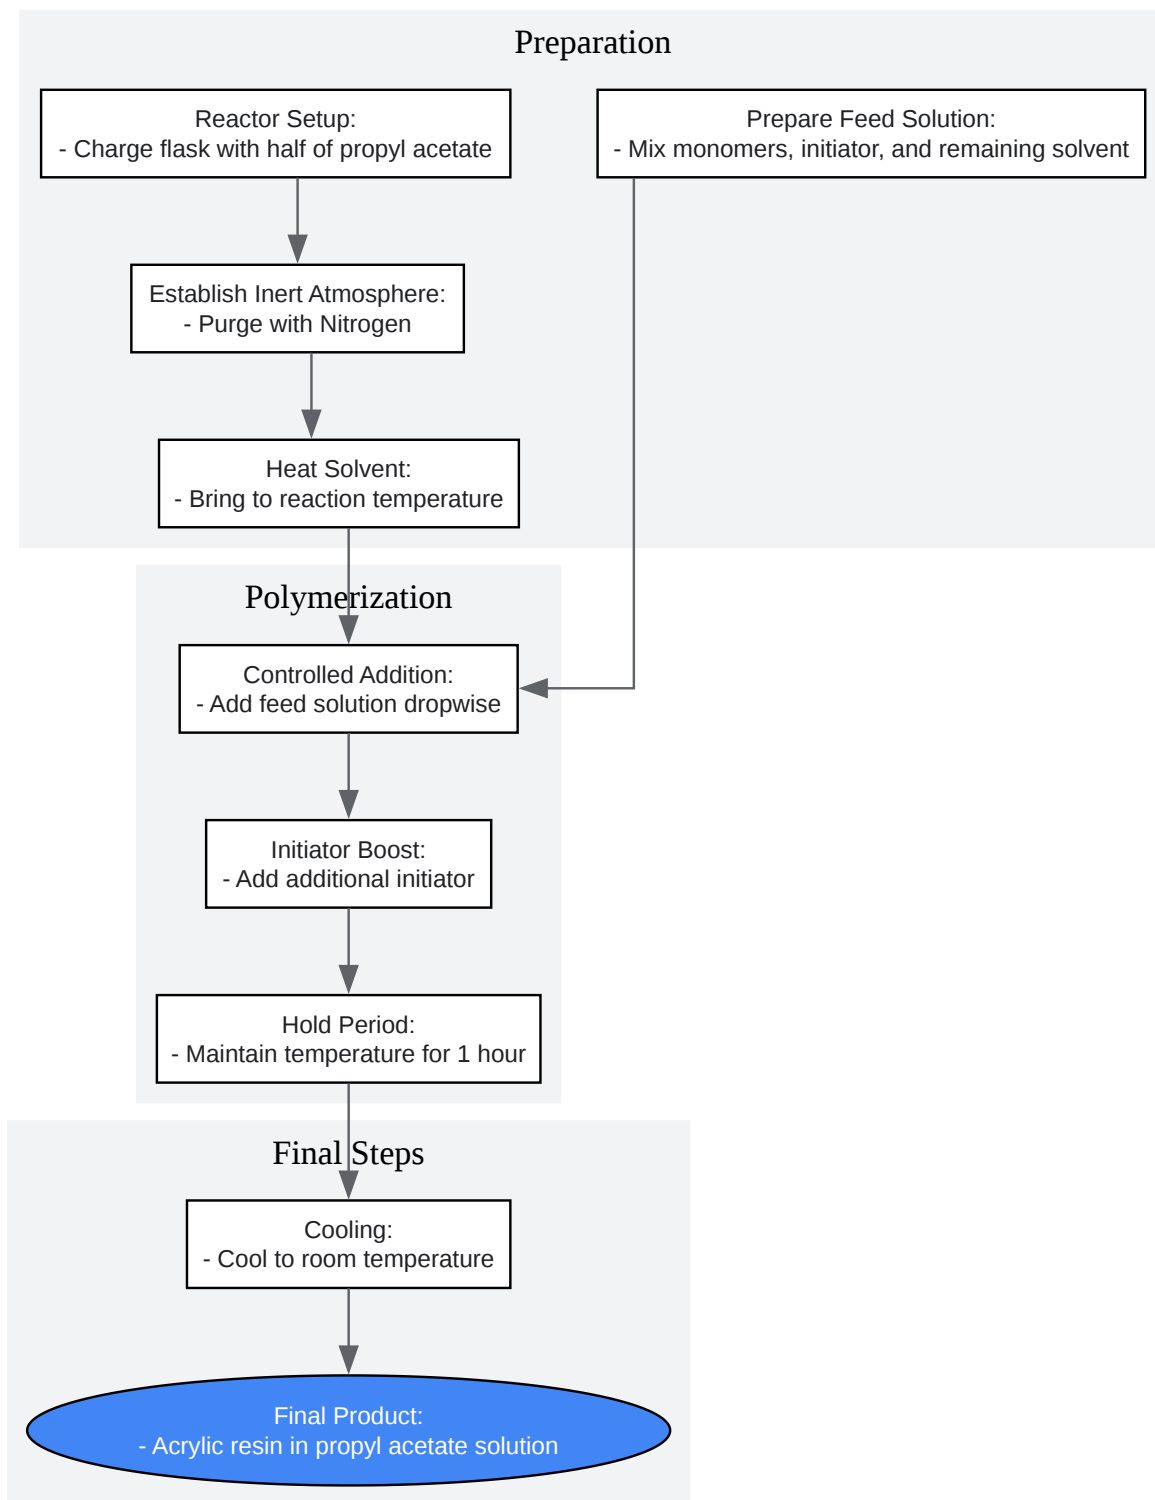 Preparation
Reactor Setup:
- Charge flask with half of propyl acetate
Prepare Feed Solution:
- Mix monomers, initiator, and remaining solvent
Establish Inert Atmosphere:
- Purge with Nitrogen
Heat Solvent:
- Bring to reaction temperature
Polymerization
Controlled Addition:
- Add feed solution dropwise
Initiator Boost:
- Add additional initiator
Hold Period:
- Maintain temperature for 1 hour
Final Steps
Cooling:
- Cool to room temperature
Final Product:
- Acrylic resin in propyl acetate solution